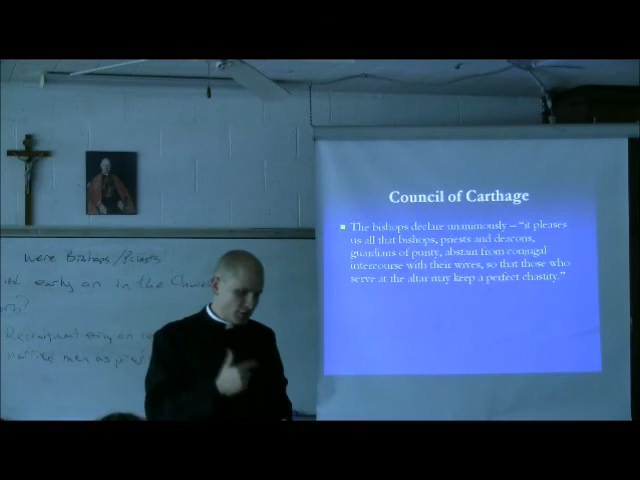 Council of Carthage
The bishops declare unanimously – "it pleases
us all that bishops, priests and deacons,
guardians of purity, abstain from conjugal
intercourse with their wives, so that those who
serve at the altar may keep a perfect chastity."
were Bishops/Priests
early on in the Church
early on
married men as